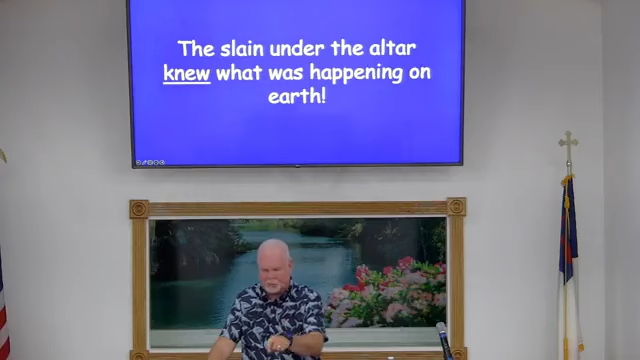 The slain under the altar
knew what was happening on
earth!